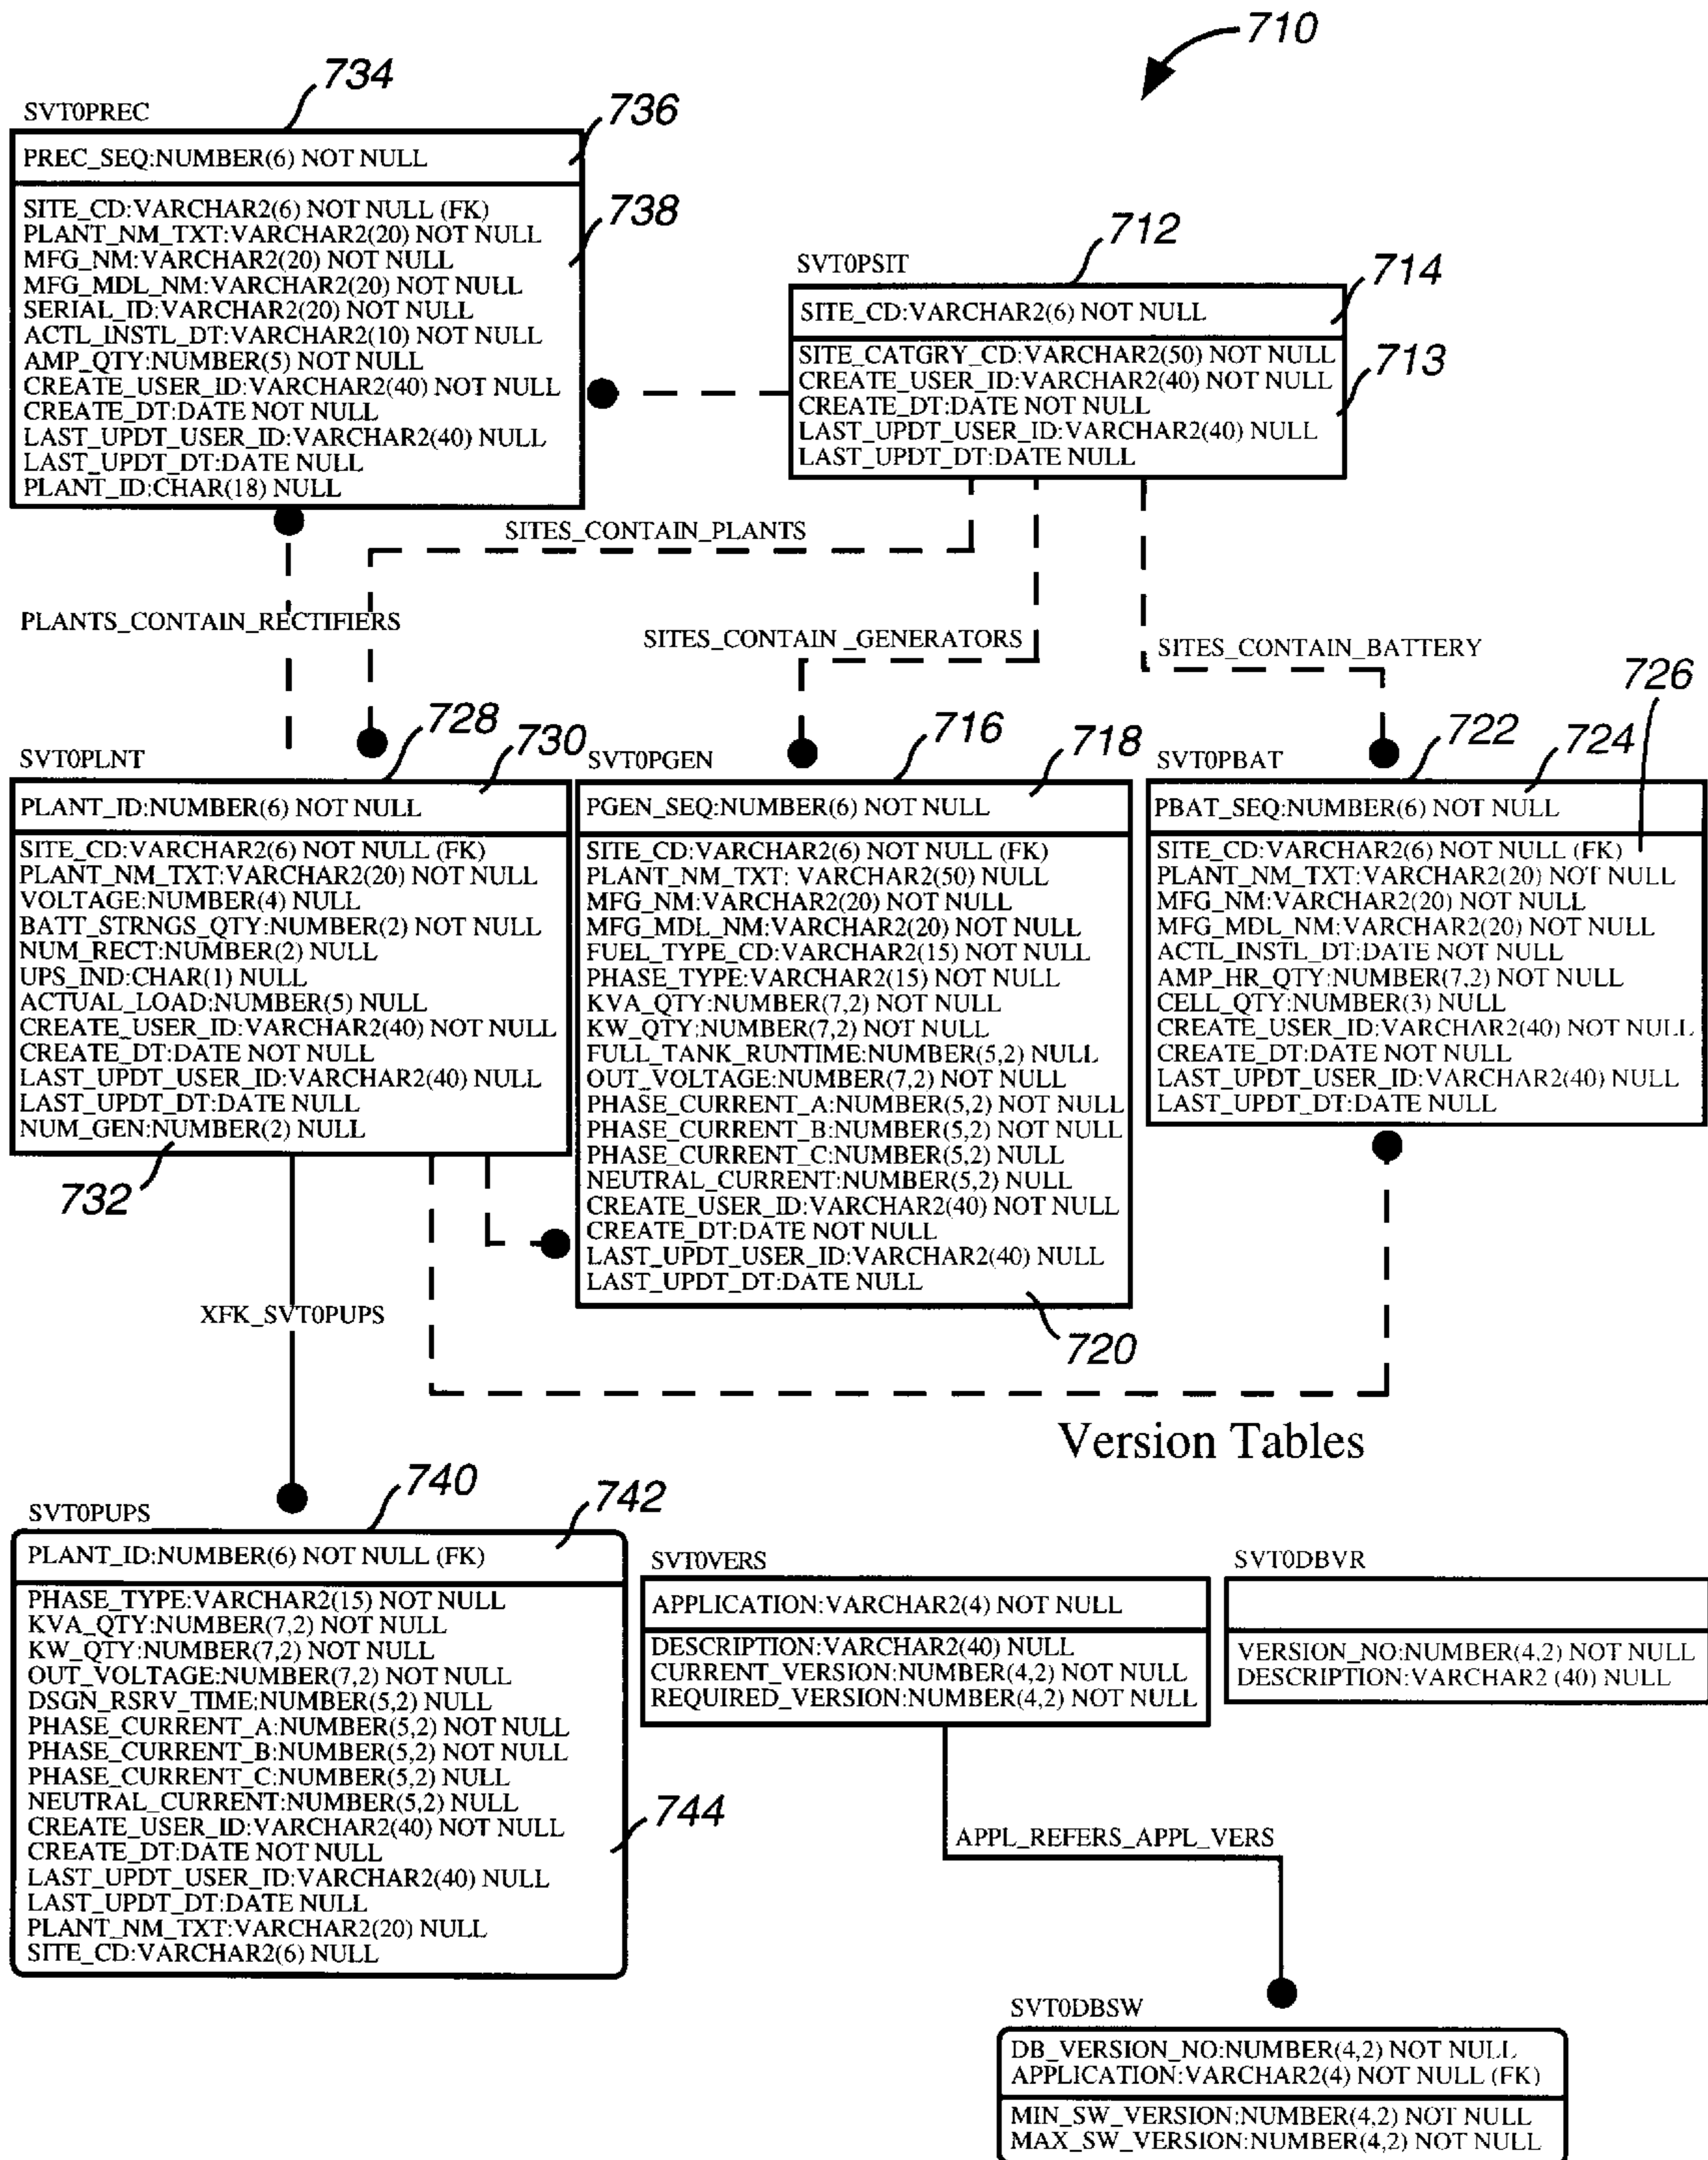 710
734
SVT0PREC
736
PREC_SEQ:NUMBER(6) NOT NULL
738
SITE_CD:VARCHAR2(6) NOT NULL (FK)
PLANT_NM_TXT:VARCHAR2(20) NOT NULL
MFG_NM:VARCHAR2(20) NOT NULL
MFG_MDL_NM:VARCHAR2(20) NOT NULL
SERIAL_ID:VARCHAR2(20) NOT NULL
ACTL_INSTL_DT:VARCHAR2(10) NOT NULL
AMP_QTY:NUMBER(5) NOT NULL
CREATE_USER_ID:VARCHAR2(40) NOT NULL
CREATE_DT:DATE NOT NULL
LAST_UPDT_USER_ID:VARCHAR2(40) NULL
LAST_UPDT_DT:DATE NULL
PLANT_ID:CHAR(18) NULL
712
SVT0PSIT
714
SITE_CD:VARCHAR2(6) NOT NULL
713
SITE_CATGRY_CD:VARCHAR2(50) NOT NULL
CREATE_USER_ID:VARCHAR2(40) NOT NULL
CREATE_DT:DATE NOT NULL
LAST_UPDT_USER_ID:VARCHAR2(40) NULL
LAST_UPDT_DT:DATE NULL
SITES_CONTAIN_PLANTS
PLANTS_CONTAIN_RECTIFIERS
SITES_CONTAIN _GENERATORS
SITES_CONTAIN_BATTERY
728
730
SVT0PLNT
PLANT_ID:NUMBER(6) NOT NULL
SITE_CD:VARCHAR2(6) NOT NULL (FK)
PLANT_NM_TXT:VARCHAR2(20) NOT NULL
VOLTAGE:NUMBER(4) NULL
BATT_STRNGS_QTY:NUMBER(2) NOT NULL
NUM_RECT:NUMBER(2) NULL
UPS_IND:CHAR(1) NULL
ACTUAL_LOAD:NUMBER(5) NULL
CREATE_USER_ID:VARCHAR2(40) NOT NULL
CREATE_DT:DATE NOT NULL
LAST_UPDT_USER_ID:VARCHAR2(40) NULL
LAST_UPDT_DT:DATE NULL
NUM_GEN:NUMBER(2) NULL
732
716
718
SVT0PGEN
PGEN_SEQ:NUMBER(6) NOT NULL
SITE_CD:VARCHAR2(6) NOT NULL (FK)
PLANT_NM_TXT: VARCHAR2(50) NULL
MFG_NM:VARCHAR2(20) NOT NULL
MFG_MDL_NM:VARCHAR2(20) NOT NULL
FUEL_TYPE_CD:VARCHAR2(15) NOT NULL
PHASE_TYPE:VARCHAR2(15) NOT NULL
KVA_QTY:NUMBER(7,2) NOT NULL
KW_QTY:NUMBER(7,2) NOT NULL
FULL_TANK_RUNTIME:NUMBER(5,2) NULL
OUT_VOLTAGE:NUMBER(7,2) NOT NULL
PHASE_CURRENT_A:NUMBER(5,2) NOT NULL
PHASE_CURRENT_B:NUMBER(5,2) NOT NULL
PHASE_CURRENT_C:NUMBER(5,2) NULL
NEUTRAL_CURRENT:NUMBER(5,2) NULL
CREATE_USER_ID:VARCHAR2(40) NOT NULL
CREATE_DT:DATE NOT NULL
LAST_UPDT_USER_ID:VARCHAR2(40) NULL
LAST_UPDT_DT:DATE NULL
720
722
724
726
SVT0PBAT
PBAT_SEQ:NUMBER(6) NOT NULL
SITE_CD:VARCHAR2(6) NOT NULL (FK)
PLANT_NM_TXT:VARCHAR2(20) NOT NULL
MFG_NM:VARCHAR2(20) NOT NULL
MFG_MDL_NM:VARCHAR2(20) NOT NULL
ACTL_INSTL_DT:DATE NOT NULL
AMP_HR_QTY:NUMBER(7,2) NOT NULL
CELL_QTY:NUMBER(3) NULL
CREATE_USER_ID:VARCHAR2(40) NOT NULL
CREATE_DT:DATE NOT NULL
LAST_UPDT_USER_ID:VARCHAR2(40) NULL
LAST_UPDT_DT:DATE NULL
XFK_SVT0PUPS
Version Tables
740
742
SVT0PUPS
PLANT_ID:NUMBER(6) NOT NULL (FK)
PHASE_TYPE:VARCHAR2(15) NOT NULL
KVA_QTY:NUMBER(7,2) NOT NULL
KW_QTY:NUMBER(7,2) NOT NULL
OUT_VOLTAGE:NUMBER(7,2) NOT NULL
DSGN_RSRV_TIME:NUMBER(5,2) NULL
PHASE_CURRENT_A:NUMBER(5,2) NOT NULL
PHASE_CURRENT_B:NUMBER(5,2) NOT NULL
PHASE_CURRENT_C:NUMBER(5,2) NULL
NEUTRAL_CURRENT:NUMBER(5,2) NULL
CREATE_USER_ID:VARCHAR2(40) NOT NULL
CREATE_DT:DATE NOT NULL
LAST_UPDT_USER_ID:VARCHAR2(40) NULL
LAST_UPDT_DT:DATE NULL
PLANT_NM_TXT:VARCHAR2(20) NULL
SITE_CD:VARCHAR2(6) NULL
744
SVT0VERS
APPLICATION:VARCHAR2(4) NOT NULL
DESCRIPTION:VARCHAR2(40) NULL
CURRENT_VERSION:NUMBER(4,2) NOT NULL
REQUIRED_VERSION:NUMBER(4,2) NOT NULL
SVT0DBVR
VERSION_NO:NUMBER(4,2) NOT NULL
DESCRIPTION:VARCHAR2 (40) NULL
APPL_REFERS_APPL_VERS
SVT0DBSW
DB_VERSION_NO:NUMBER(4,2) NOT NULL
APPLICATION:VARCHAR2(4) NOT NULL (FK)
MIN_SW_VERSION:NUMBER(4,2) NOT NULL
MAX_SW_VERSION:NUMBER(4,2) NOT NULL